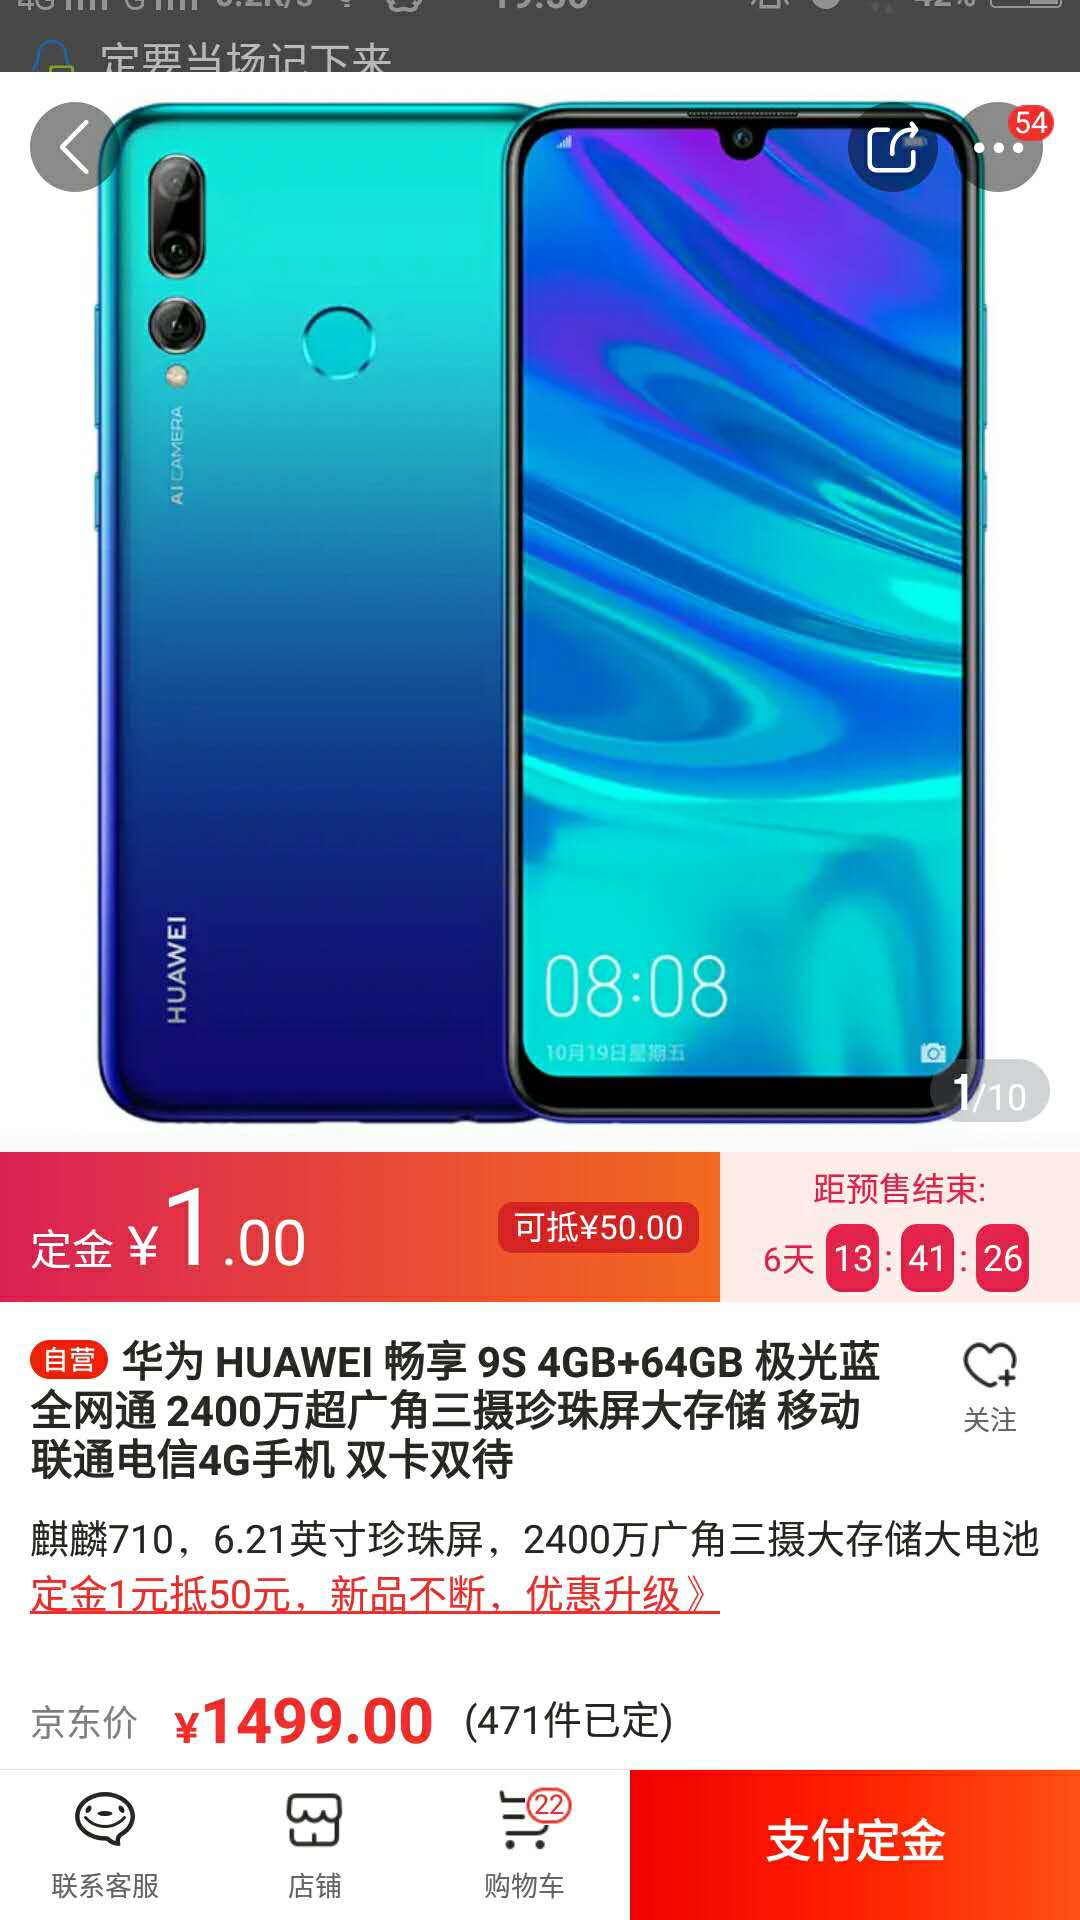 定要当场记下来
54
AI CAMERA
HUAWEI
08:08
10月19日星期五
1/10
定金 ¥1.00
可抵¥50.00
距预售结束:
6天 13 : 41 : 26
自营 华为 HUAWEI 畅享 9S 4GB+64GB 极光蓝
全网通 2400万超广角三摄珍珠屏大存储 移动
联通电信4G手机 双卡双待
关注
麒麟710，6.21英寸珍珠屏，2400万广角三摄大存储大电池
定金1元抵50元，新品不断，优惠升级》
京东价 ¥1499.00 (471件已定)
22
联系客服
店铺
购物车
支付定金